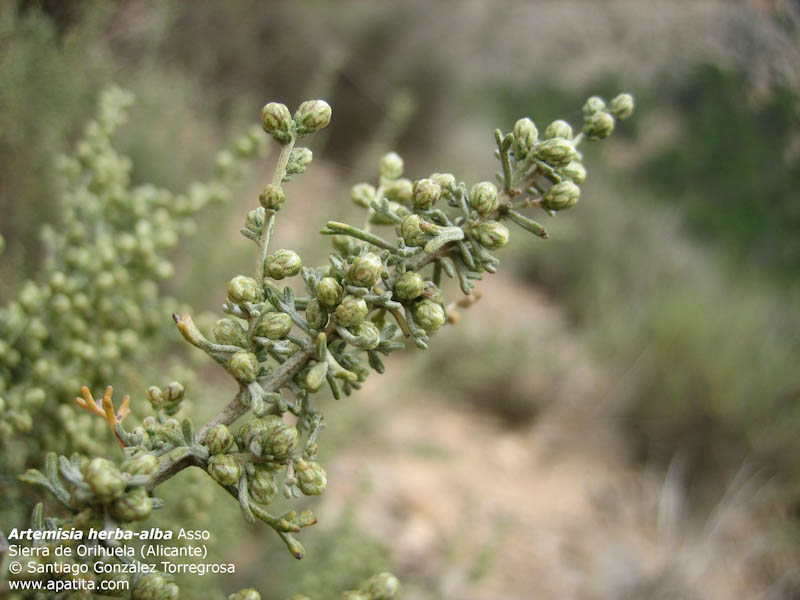 Artemisia herba-alba Asso
Sierra de Orihuela (Alicante)
© Santiago González Torregrosa
www.apatita.com